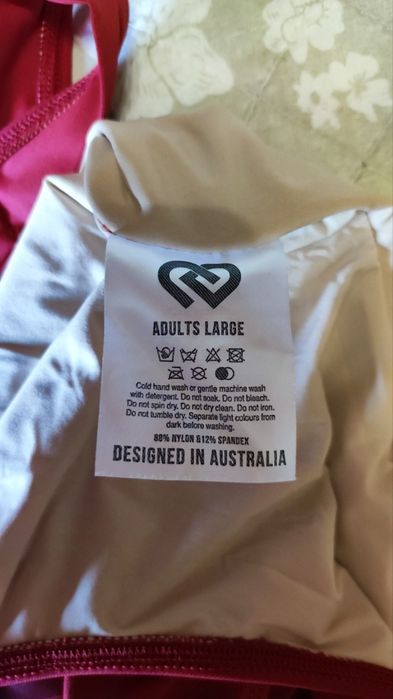 ADULTS LARGE
Cold hand wash or gentle machine wash
with detergent. Do not soak. Do not bleach.
Do not spin dry. Do not dry clean. Do not iron.
Do not tumble dry. Separate light colours from
dark before washing.
88% NYLON &12% SPANDEX
DESIGNED IN AUSTRALIA